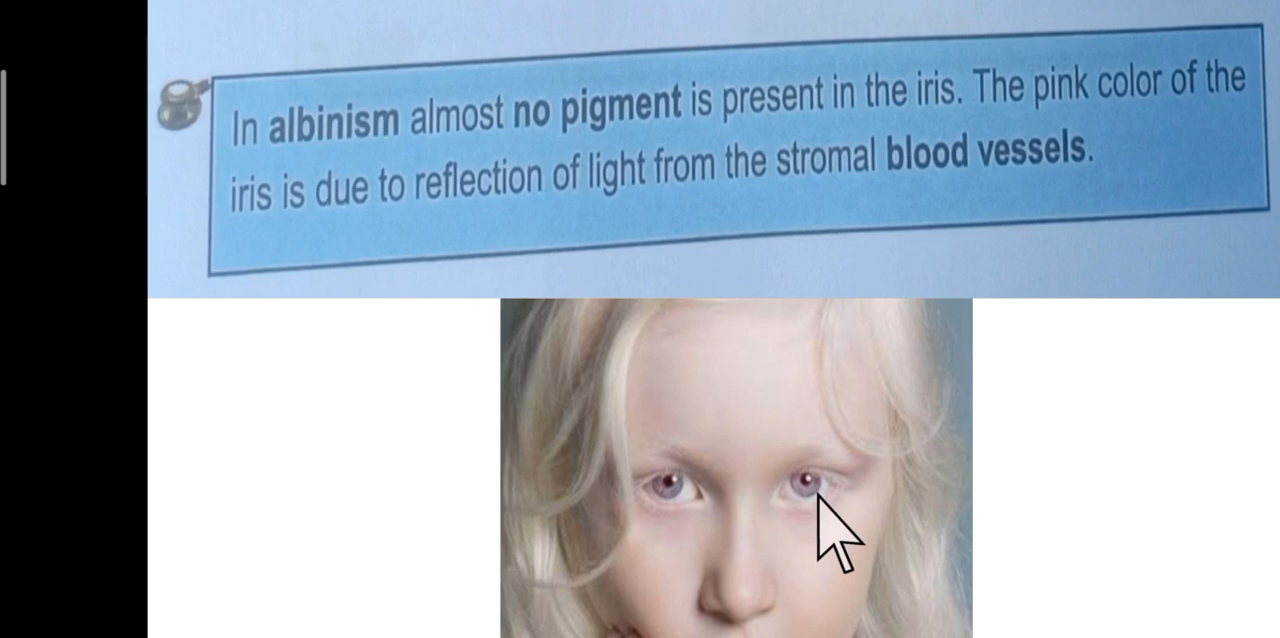 In albinism almost no pigment is present in the iris. The pink color of the
iris is due to reflection of light from the stromal blood vessels.